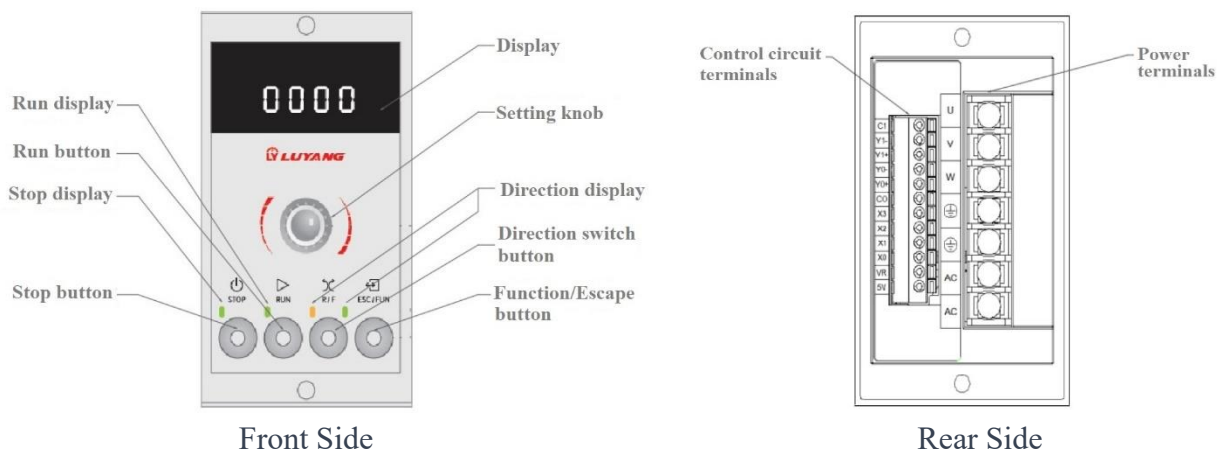 Display
0000
Run display
Setting knob
LUYANG
Run button
Stop display
Direction display
Direction switch
button
STOP
RUN
R/F
ESC/FUN
Stop button
Function/Escape
button
Front Side
Control circuit
terminals
Power
terminals
C1
Y1-
Y1+
Y0-
Y0+
CO
X3
X2
X1
X0
VR
5V
U
V
W
AC
AC
Rear Side